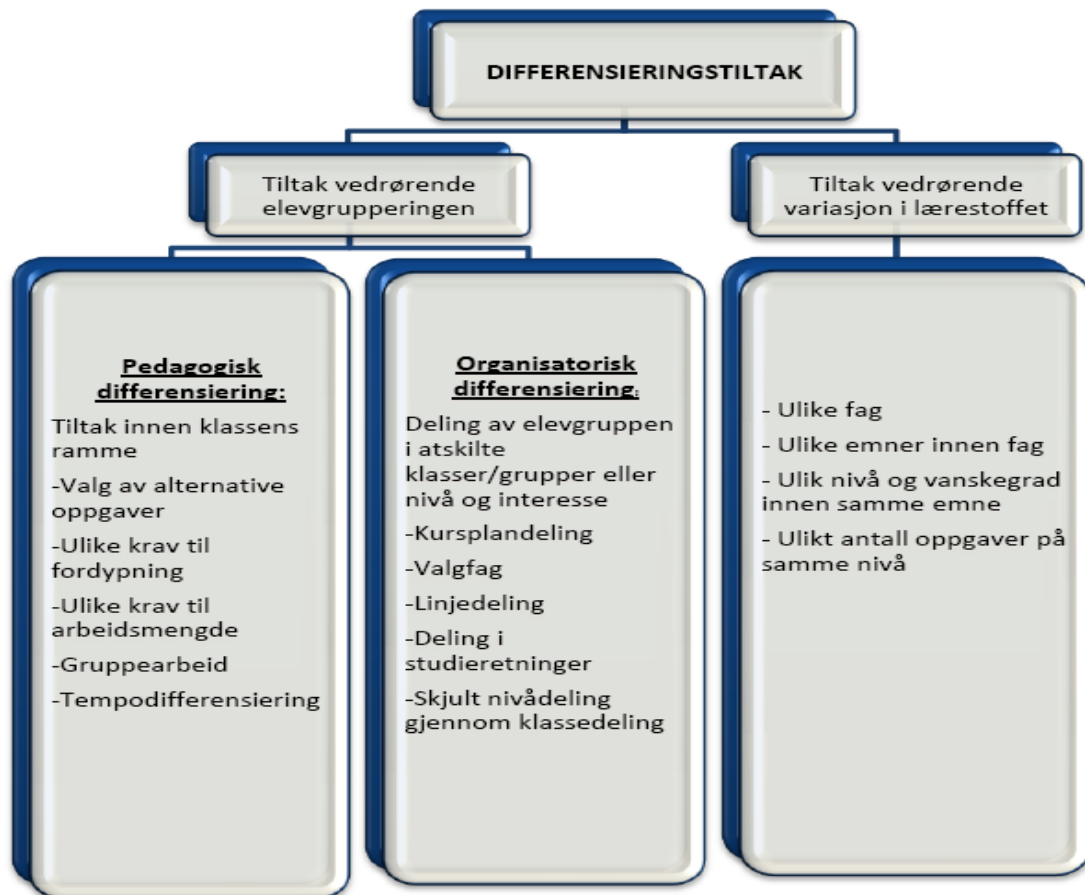 DIFFERENSIERINGSTILTAK
Tiltak vedrørende
elevgrupperingen
Tiltak vedrørende
variasjon i lærestoffet
Pedagogisk
differensiering:
Tiltak innen klassens
ramme
-Valg av alternative
oppgaver
-Ulike krav til
fordypning
-Ulike krav til
arbeidsmengde
-Gruppearbeid
-Tempodifferensiering
Organisatorisk
differensiering:
Deling av elevgruppen
i atskilte
klasser/grupper eller
nivå og interesse
-Kursplandeling
-Valgfag
-Linjedeling
-Deling i
studieretninger
-Skjult nivådeling
gjennom klassedeling
- Ulike fag
- Ulike emner innen fag
- Ulik nivå og vanskegrad
innen samme emne
- Ulikt antall oppgaver på
samme nivå